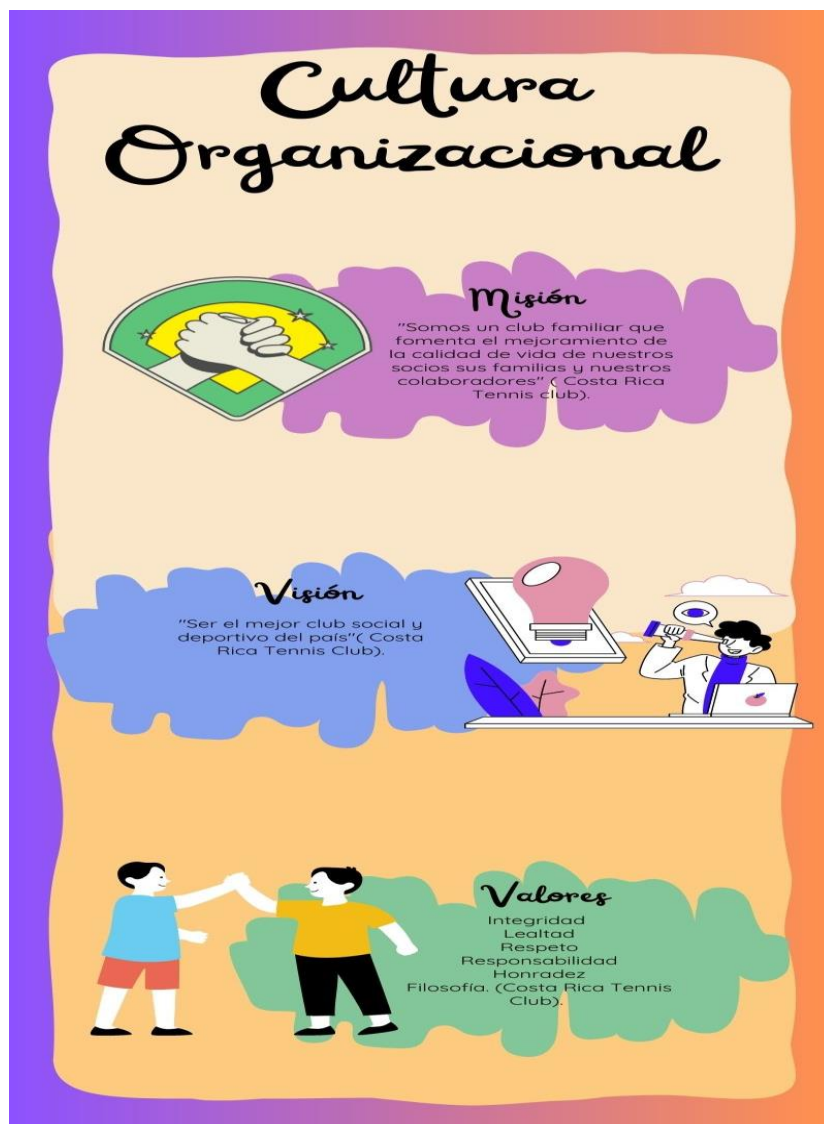 Cultura
Organizacional
Misión
"Somos un club familiar que
fomenta el mejoramiento de
la calidad de vida de nuestros
socios sus familias y nuestros
colaboradores" ( Costa Rica
Tennis club).
Visión
"Ser el mejor club social y
deportivo del país"( Costa
Rica Tennis Club).
Valores
Integridad
Lealtad
Respeto
Responsabilidad
Honradez
Filosofía. (Costa Rica Tennis
Club).